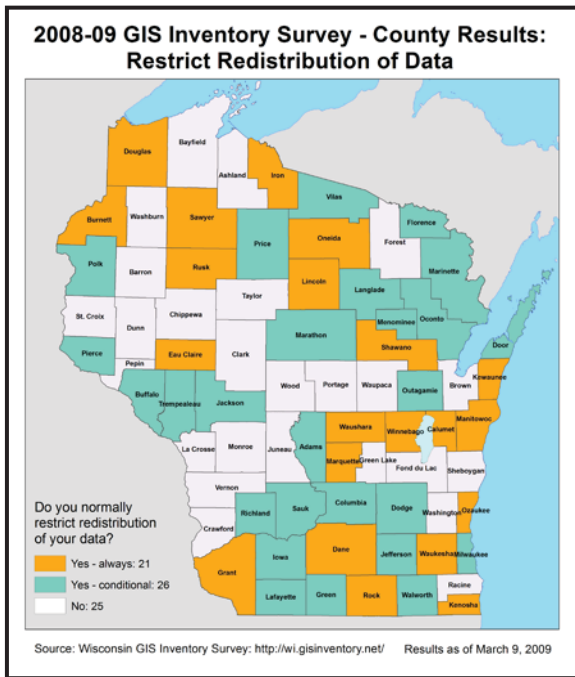 2008-09 GIS Inventory Survey - County Results:
Restrict Redistribution of Data
Bayfield
Douglas
Ashland
Iron
Vilas
Burnett
Washburn
Sawyer
Florence
Oneida
Forest
Price
Marinette
Polk
Barron
Rusk
Lincoln
Langlade
Taylor
St. Croix
Chippewa
Oconto
Menominee
Dunn
Marathon
Door
Pierce
Eau Claire
Clark
Shawano
Pepin
Kewaunee
Buffalo
Trempealeau
Jackson
Wood
Portage
Waupaca
Outagamie
Brown
Waushara
Winnebago
Calumet
Manitowoc
La Crosse
Monroe
Juneau
Adams
Marquette
Green Lake
Fond du Lac
Sheboygan
Vernon
Crawford
Richland
Sauk
Columbia
Dodge
Washington
Ozaukee
Iowa
Dane
Jefferson
Waukesha
Milwaukee
Grant
Lafayette
Green
Rock
Walworth
Racine
Kenosha
Do you normally
restrict redistribution
of your data?
Yes - always: 21
Yes - conditional: 26
No: 25
Source: Wisconsin GIS Inventory Survey: http://wi.gisinventory.net/ Results as of March 9, 2009